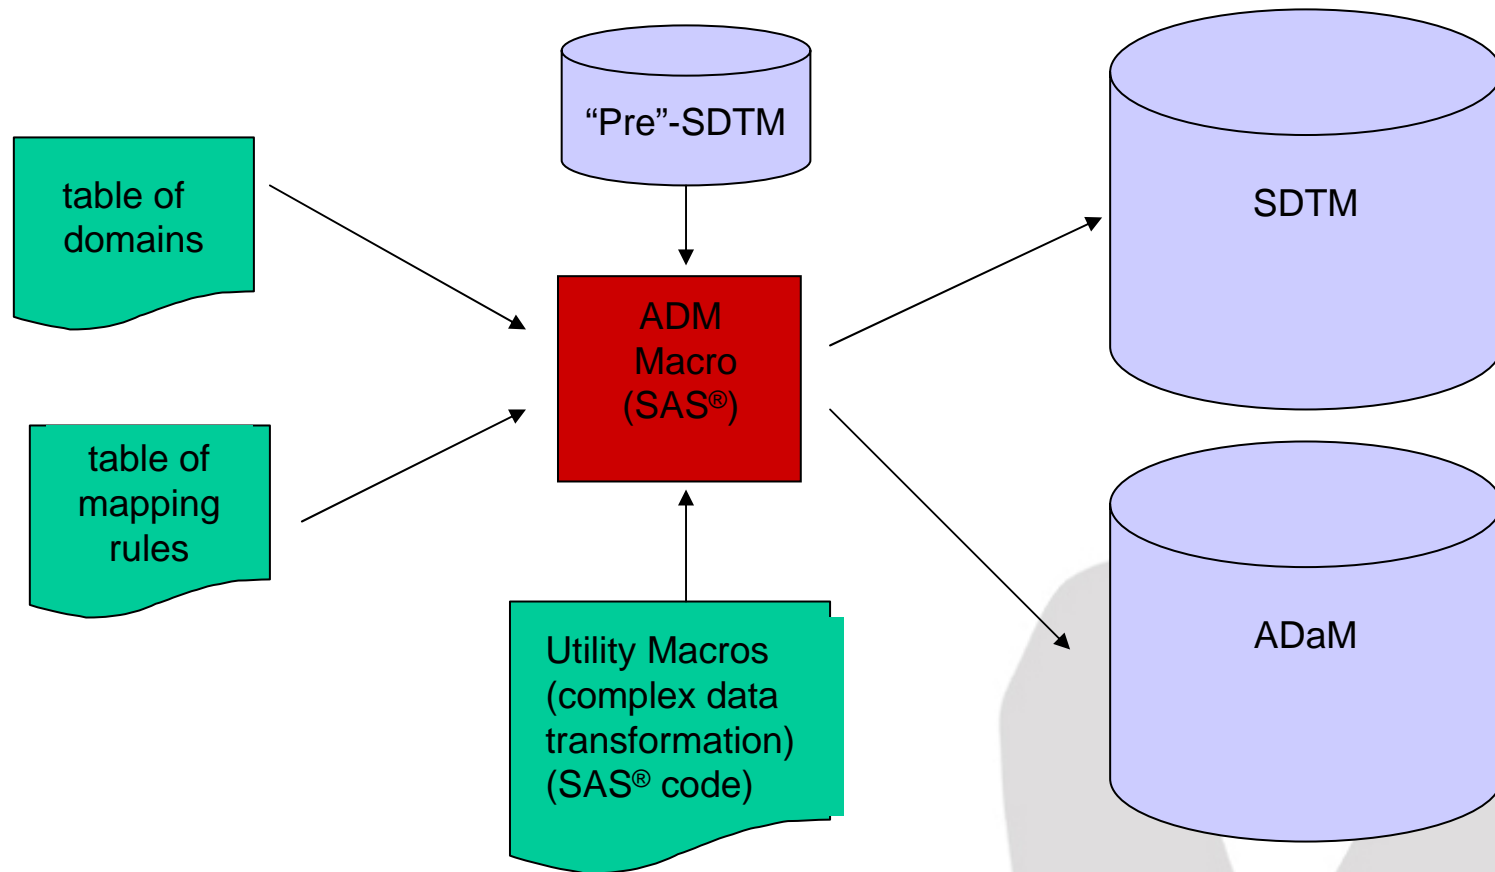 “Pre”-SDTM
table of
domains
SDTM
ADM
Macro
(SAS®)
table of
mapping
rules
Utility Macros
(complex data
transformation)
(SAS® code)
ADaM